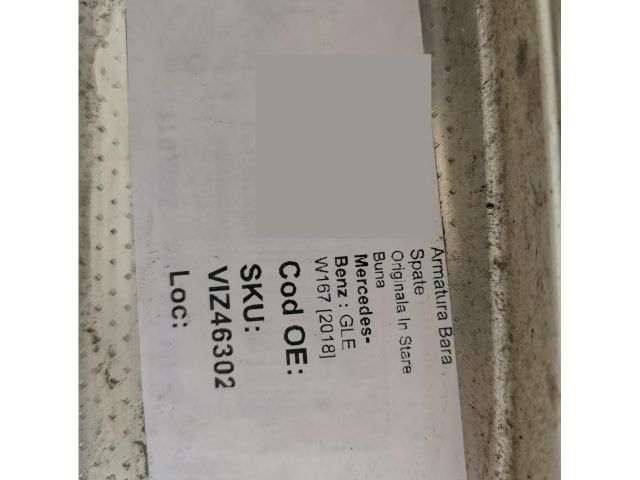 Armatura Bara
Spate
Originala In Stare
Buna
Mercedes-
Benz : GLE
W167 [2018]
Cod OE:
SKU:
VIZ46302
Loc: